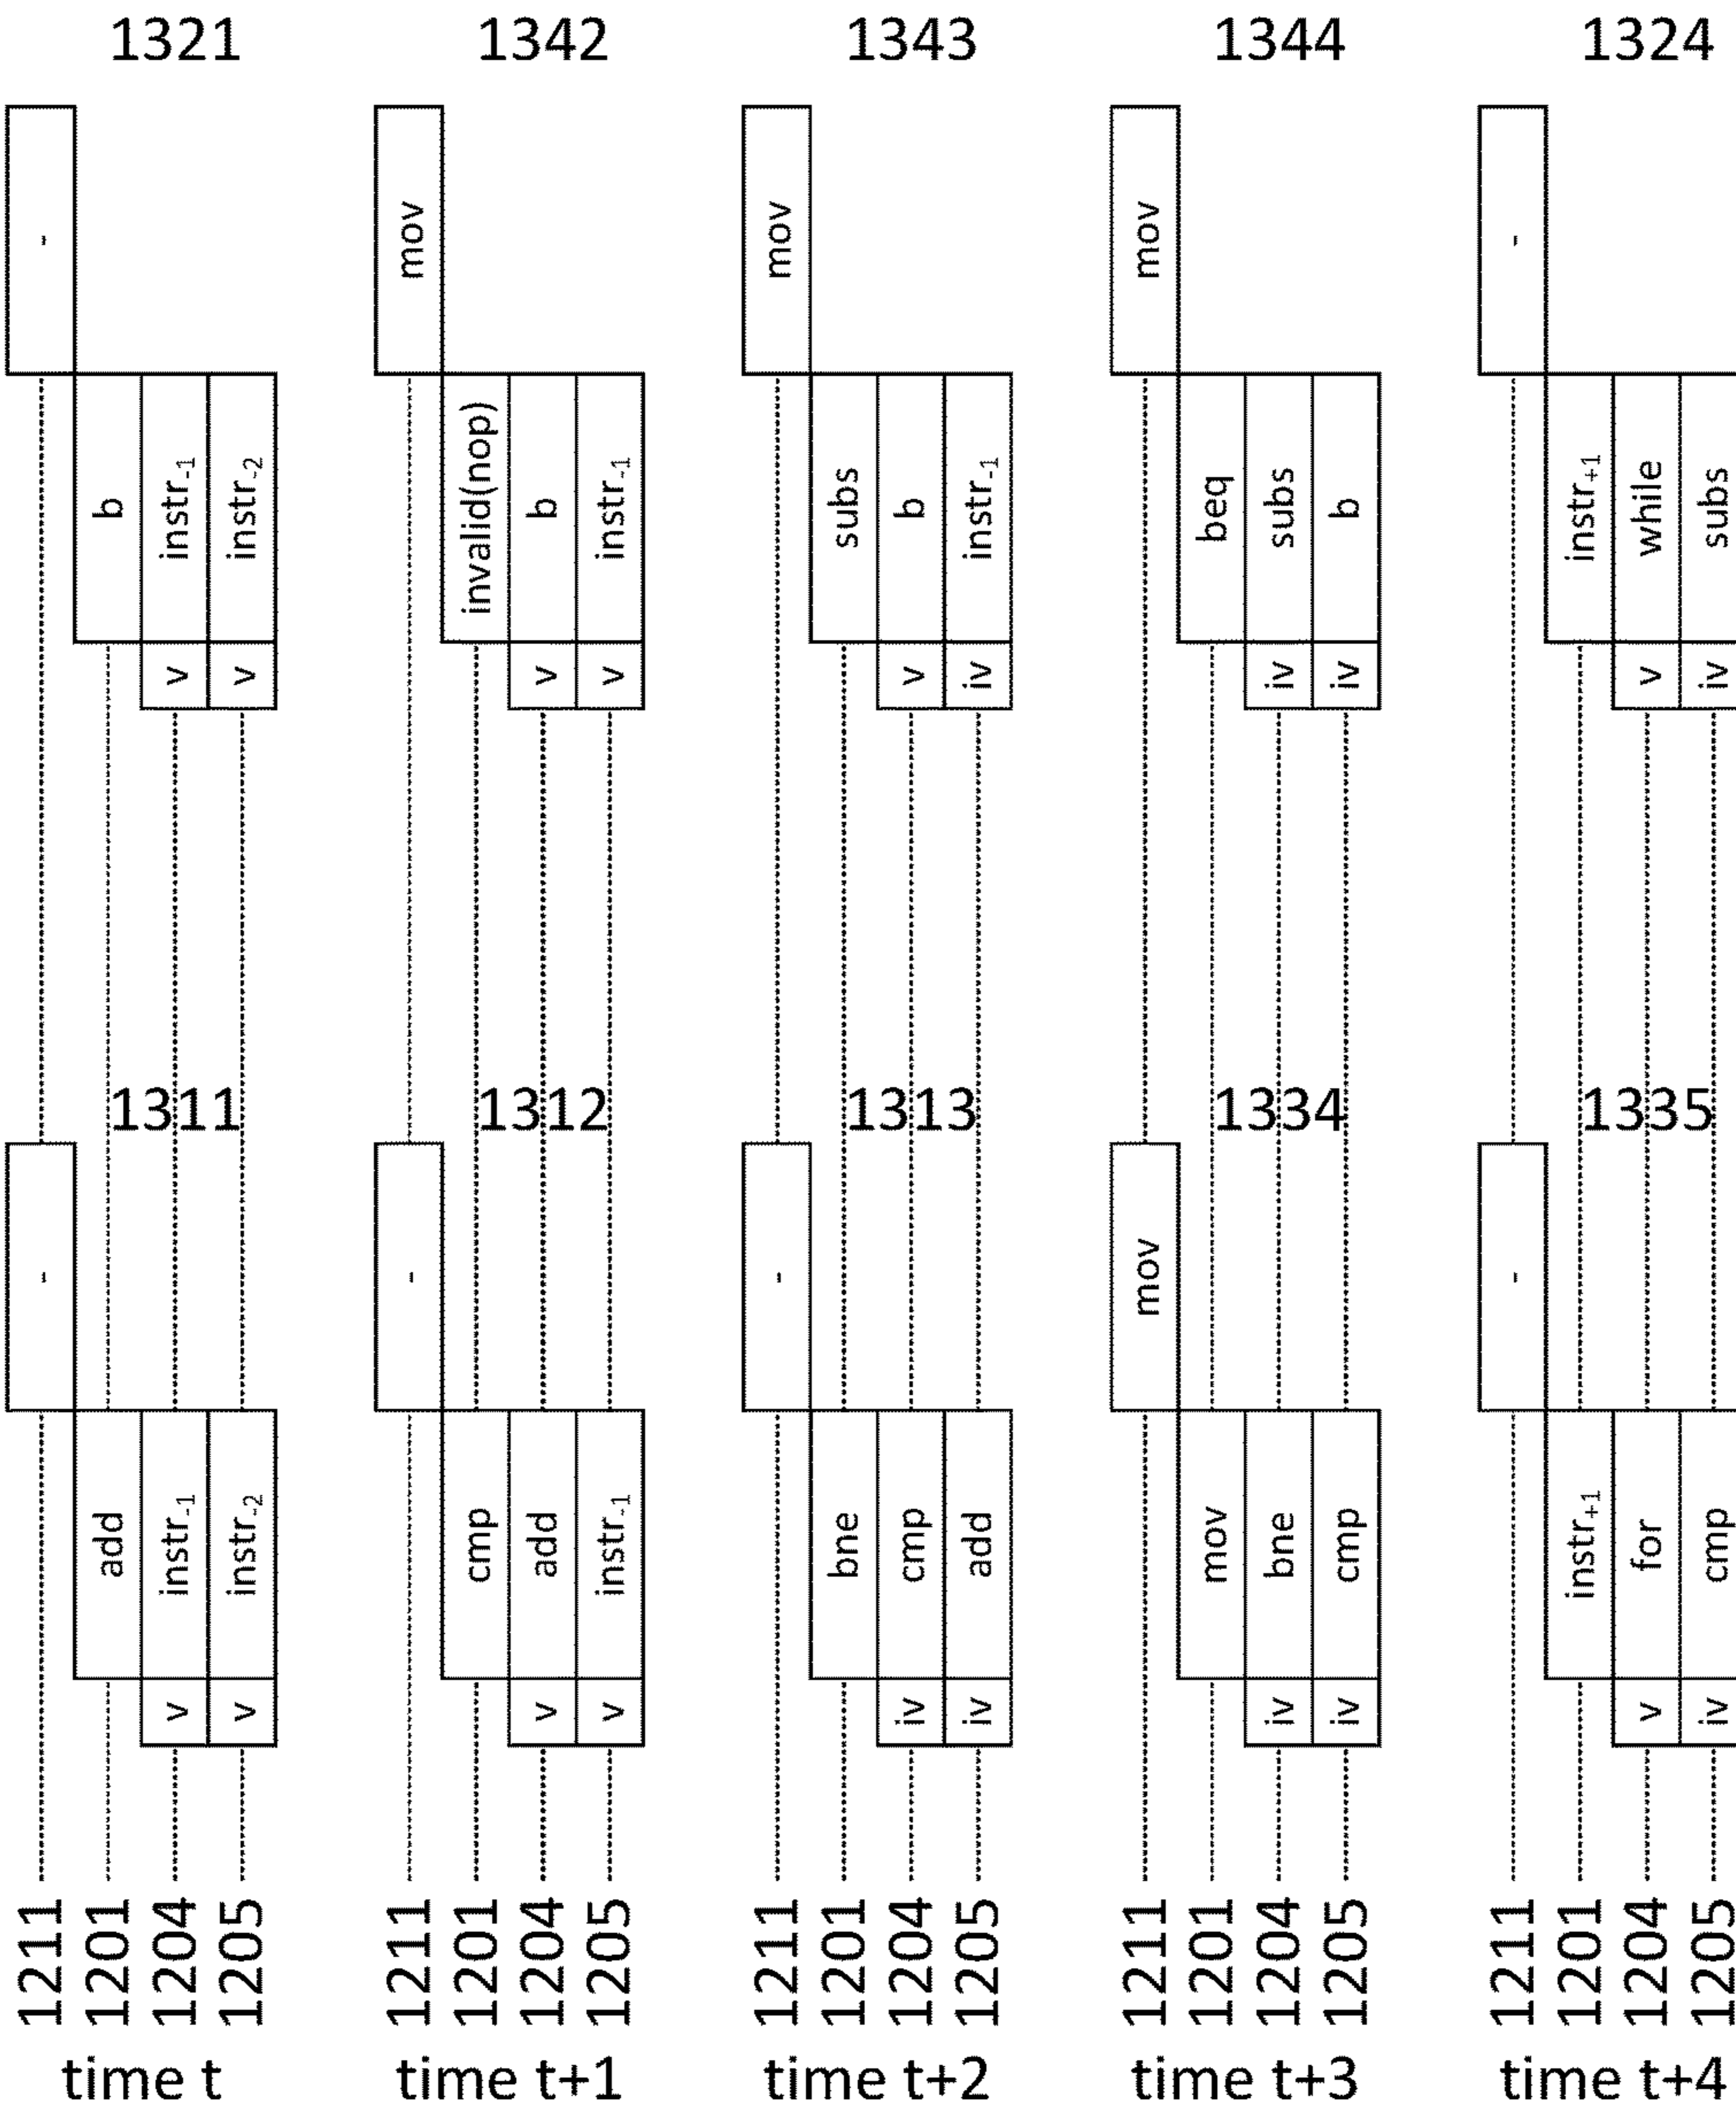 1321 1342 1343 1344 1324
- mov mov mov -
b invalid(nop) subs beq instr+1
instr-1 b b subs while
instr-2 instr-1 instr-1 b subs
v v v iv v
v v iv iv iv
1311 1312 1313 1334 1335
- - - mov -
add cmp bne mov instr+1
instr-1 add cmp bne for
instr-2 instr-1 add cmp cmp
v v iv iv v
v v iv iv iv
1211 1211 1211 1211 1211
1201 1201 1201 1201 1201
1204 1204 1204 1204 1204
1205 1205 1205 1205 1205
time t time t+1 time t+2 time t+3 time t+4